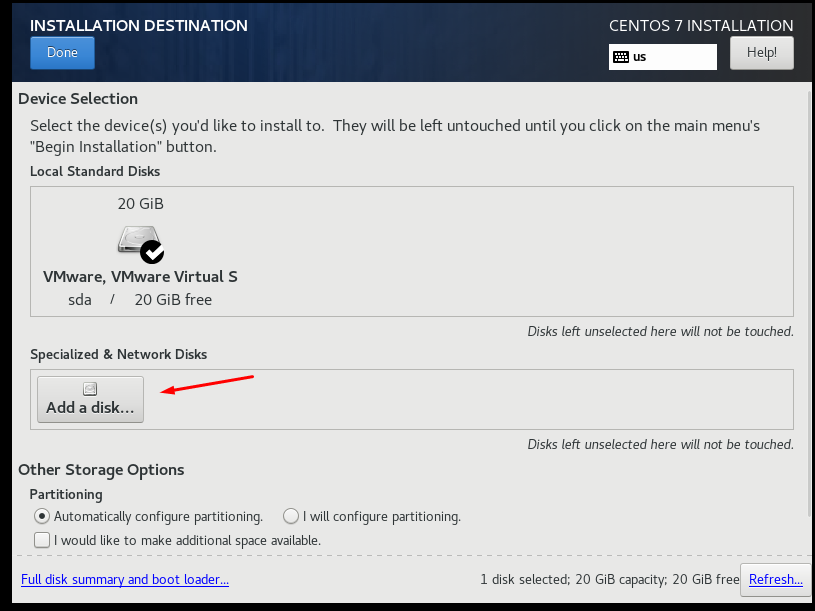 INSTALLATION DESTINATION
CENTOS 7 INSTALLATION
Done
us
Help!
Device Selection
Select the device(s) you'd like to install to.  They will be left untouched until you click on the main menu's
"Begin Installation" button.
Local Standard Disks
20 GiB
VMware, VMware Virtual S
sda / 20 GiB free
Disks left unselected here will not be touched.
Specialized & Network Disks
Add a disk...
Disks left unselected here will not be touched.
Other Storage Options
Partitioning
Automatically configure partitioning. I will configure partitioning.
I would like to make additional space available.
Full disk summary and boot loader... 1 disk selected; 20 GiB capacity; 20 GiB free Refresh...